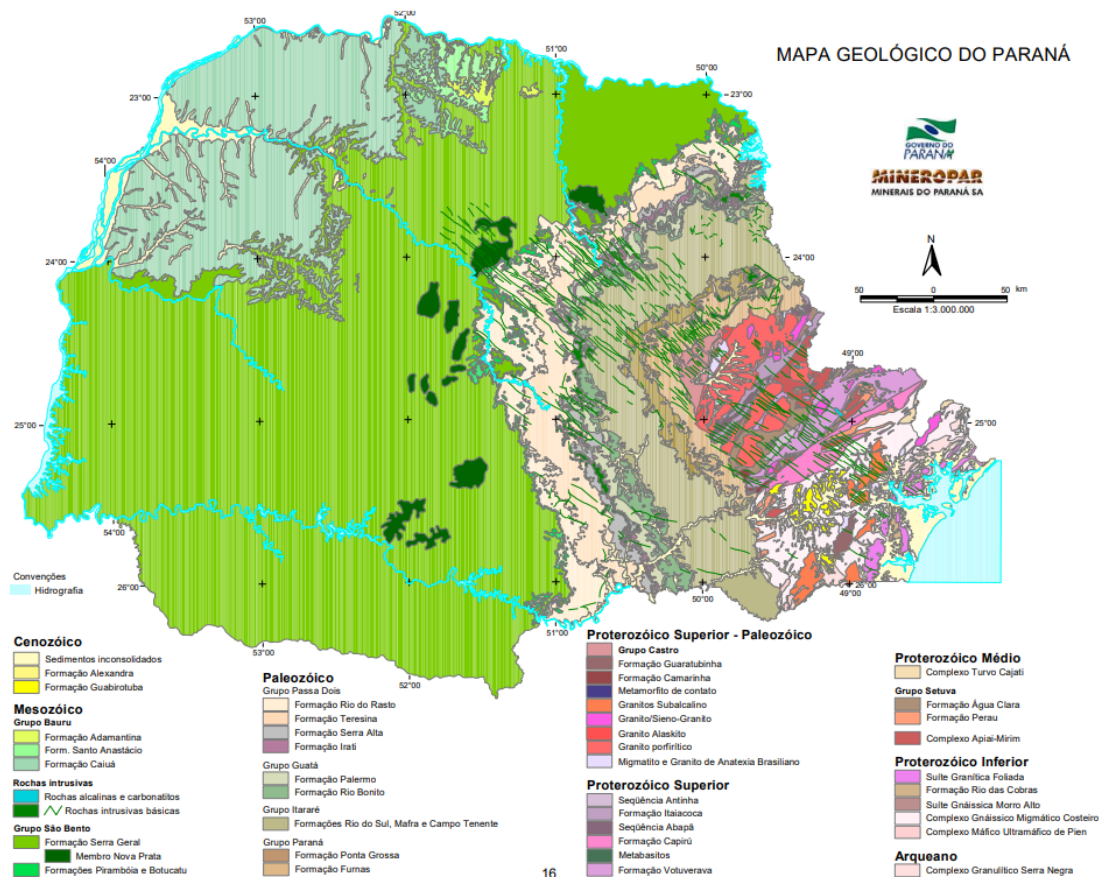 MAPA GEOLÓGICO DO PARANÁ
GOVERNO DO
PARANÁ
MINEROPAR
MINERAIS DO PARANÁ SA
N
50 0 50 km
Escala 1:3.000.000
53°00
52°00
51°00
50°00
23°00
23°00
54°00
24°00
24°00
49°00
25°00
25°00
54°00
26°00
26°00
53°00
52°00
51°00
50°00
49°00
Convenções
Hidrografia
Cenozóico
Sedimentos inconsolidados
Formação Alexandra
Formação Guabirotuba
Mesozóico
Grupo Bauru
Formação Adamantina
Form. Santo Anastácio
Formação Caiuá
Rochas intrusivas
Rochas alcalinas e carbonatitos
Rochas intrusivas básicas
Grupo São Bento
Formação Serra Geral
Membro Nova Prata
Formações Pirambóia e Botucatu
Paleozóico
Grupo Passa Dois
Formação Rio do Rasto
Formação Teresina
Formação Serra Alta
Formação Irati
Grupo Guatá
Formação Palermo
Formação Rio Bonito
Grupo Itararé
Formações Rio do Sul, Mafra e Campo Tenente
Grupo Paraná
Formação Ponta Grossa
Formação Furnas
16
Proterozóico Superior - Paleozóico
Grupo Castro
Formação Guaratubinha
Formação Camarinha
Metamorfito de contato
Granitos Subalcalino
Granito/Sieno-Granito
Granito Alaskito
Granito porfirítico
Migmatito e Granito de Anatexia Brasiliano
Proterozóico Superior
Seqüência Antinha
Formação Itaiacoca
Seqüência Abapã
Formação Capirú
Metabasitos
Formação Votuverava
Proterozóico Médio
Complexo Turvo Cajati
Grupo Setuva
Formação Água Clara
Formação Perau
Complexo Apiaí-Mirim
Proterozóico Inferior
Suíte Granítica Foliada
Formação Rio das Cobras
Suíte Gnáissica Morro Alto
Complexo Gnáissico Migmático Costeiro
Complexo Máfico Ultramáfico de Pien
Arqueano
Complexo Granulítico Serra Negra